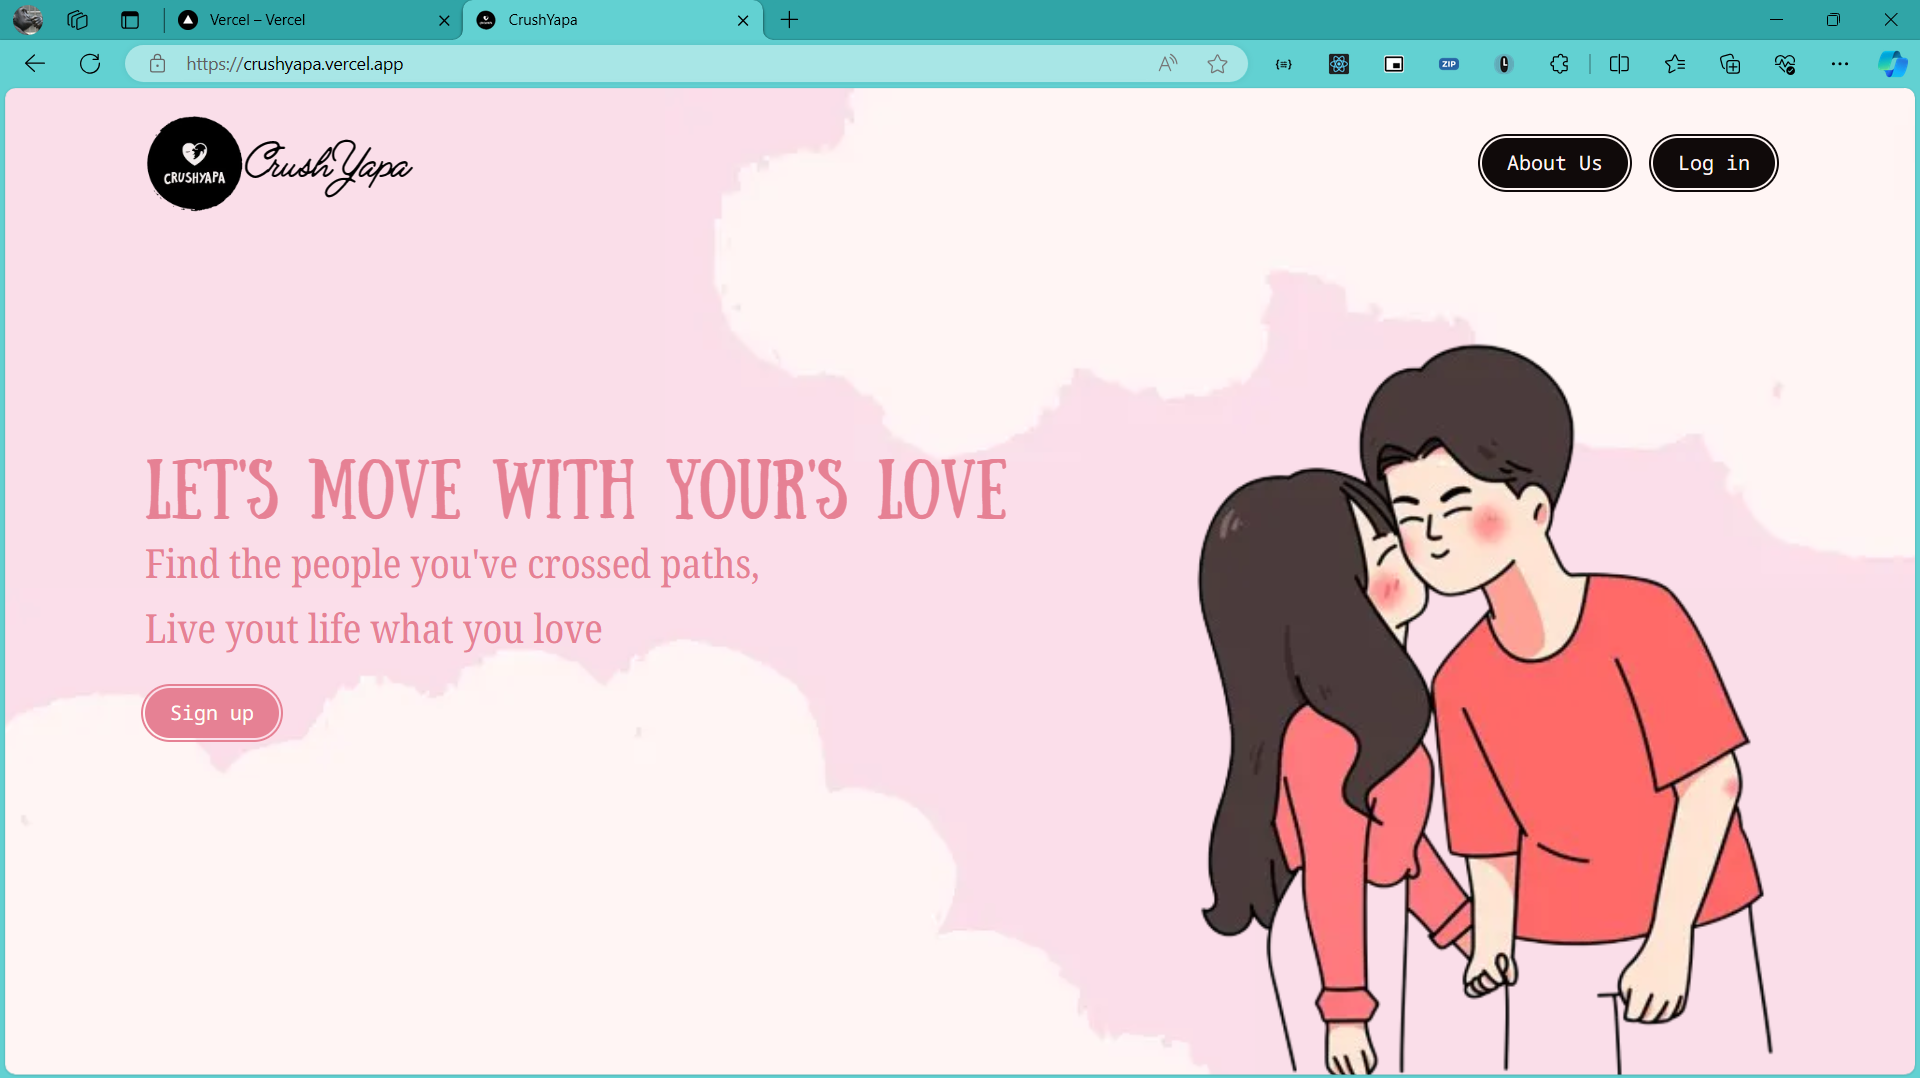 Vercel – Vercel
CrushYapa
https://crushyapa.vercel.app
ZIP
CRUSHYAPA
CrushYapa
About Us
Log in
LET'S MOVE WITH YOUR'S LOVE
Find the people you've crossed paths,
Live yout life what you love
Sign up